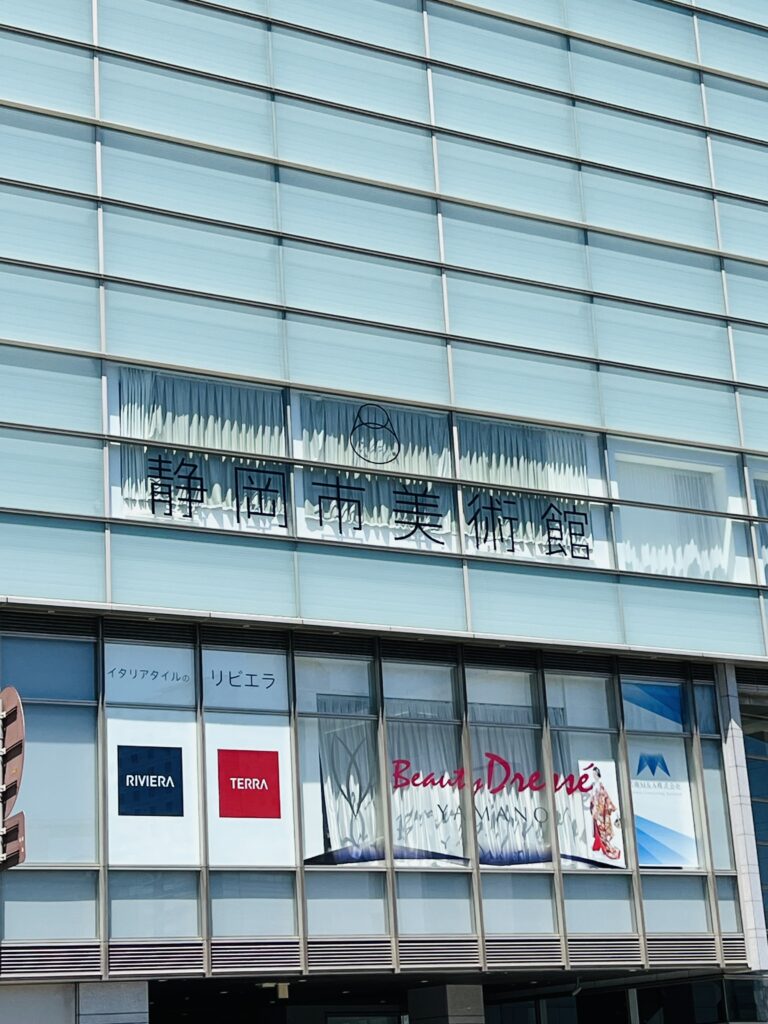 静岡市美術館
イタリアタイルの リビエラ
RIVIERA
TERRA
Beauty Dressé
YAMANO